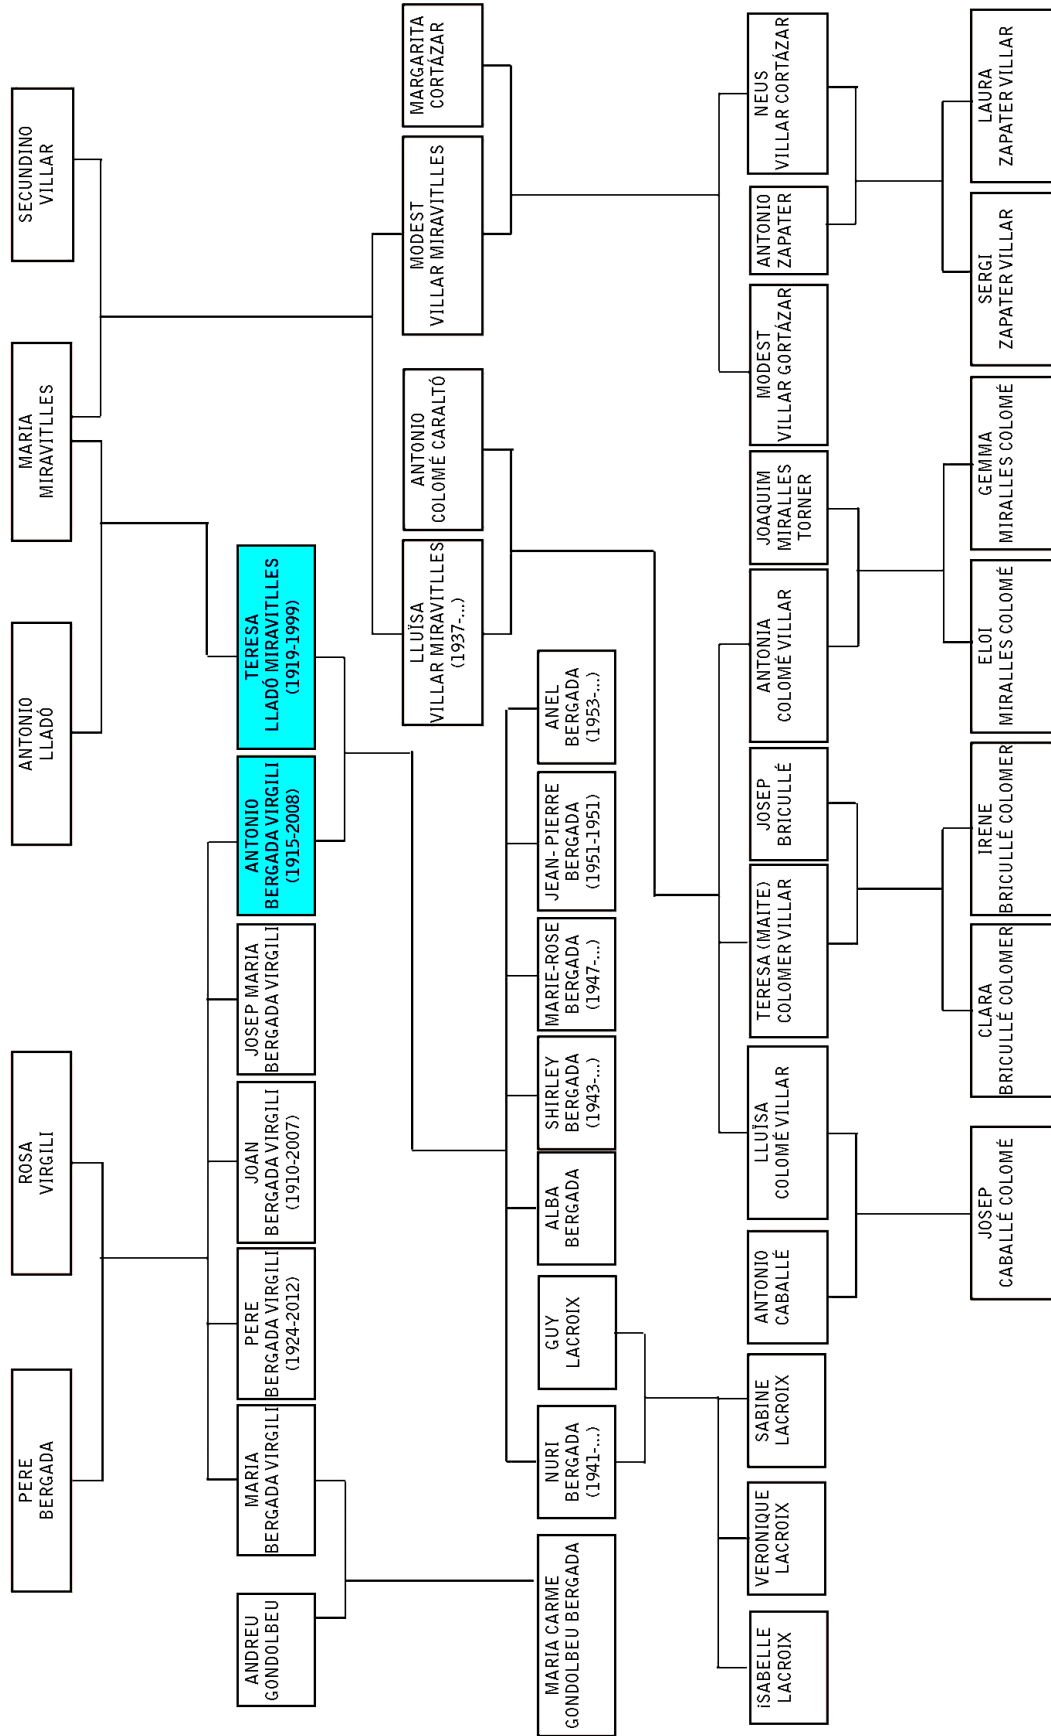 PERE
BERGADA
ROSA
VIRGILI
ANTONIO
LLADÓ
MARIA
MIRAVITLLES
SECUNDINO
VILLAR
ANDREU
GONDOLBEU
MARIA
BERGADA VIRGILI
PERE
BERGADA VIRGILI
(1924-2012)
JOAN
BERGADA VIRGILI
(1910-2007)
JOSEP MARIA
BERGADA VIRGILI
ANTONIO
BERGADA VIRGILI
(1915-2008)
TERESA
LLADÓ MIRAVITLLES
(1919-1999)
LLUÏSA
VILLAR MIRAVITLLES
(1937-...)
ANTONIO
COLOMÉ CARALTÓ
MODEST
VILLAR MIRAVITLLES
MARGARITA
CORTÁZAR
MARIA CARME
GONDOLBEU BERGADA
NURI
BERGADA
(1941-...)
GUY
LACROIX
ALBA
BERGADA
SHIRLEY
BERGADA
(1943-...)
MARIE-ROSE
BERGADA
(1947-...)
JEAN-PIERRE
BERGADA
(1951-1951)
ANEL
BERGADA
(1953-...)
iSABELLE
LACROIX
VERONIQUE
LACROIX
SABINE
LACROIX
ANTONIO
CABALLÉ
LLUÏSA
COLOMÉ VILLAR
TERESA (MAITE)
COLOMER VILLAR
JOSEP
BRICULLÉ
ANTONIA
COLOMÉ VILLAR
JOAQUIM
MIRALLES
TORNER
MODEST
VILLAR GORTÁZAR
ANTONIO
ZAPATER
NEUS
VILLAR CORTÁZAR
JOSEP
CABALLÉ COLOMÉ
CLARA
BRICULLÉ COLOMER
IRENE
BRICULLÉ COLOMER
ELOI
MIRALLES COLOMÉ
GEMMA
MIRALLES COLOMÉ
SERGI
ZAPATER VILLAR
LAURA
ZAPATER VILLAR